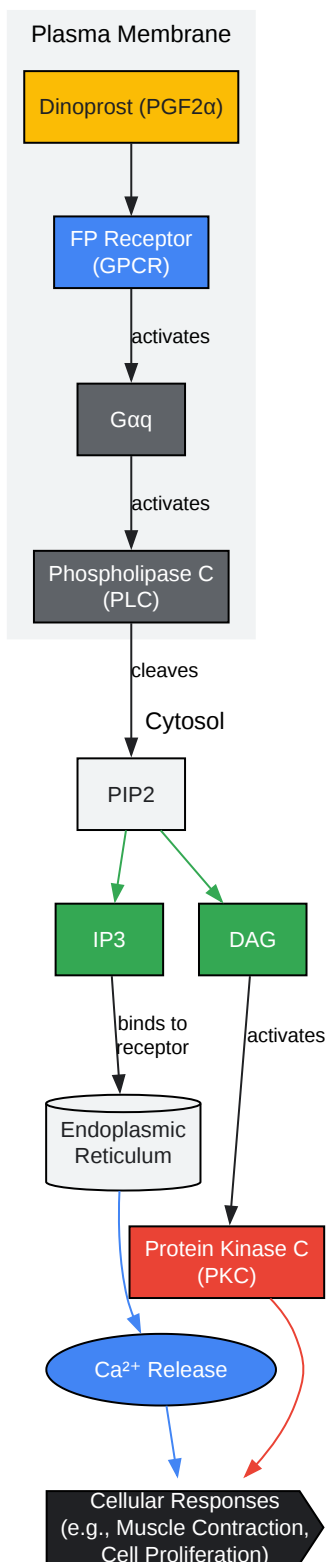 Plasma Membrane
Dinoprost (PGF2α)
FP Receptor
(GPCR)
activates
Gαq
activates
Phospholipase C
(PLC)
cleaves
Cytosol
PIP2
IP3
DAG
binds to
receptor
activates
Endoplasmic
Reticulum
Protein Kinase C
(PKC)
Ca²⁺ Release
Cellular Responses
(e.g., Muscle Contraction,
Cell Proliferation)